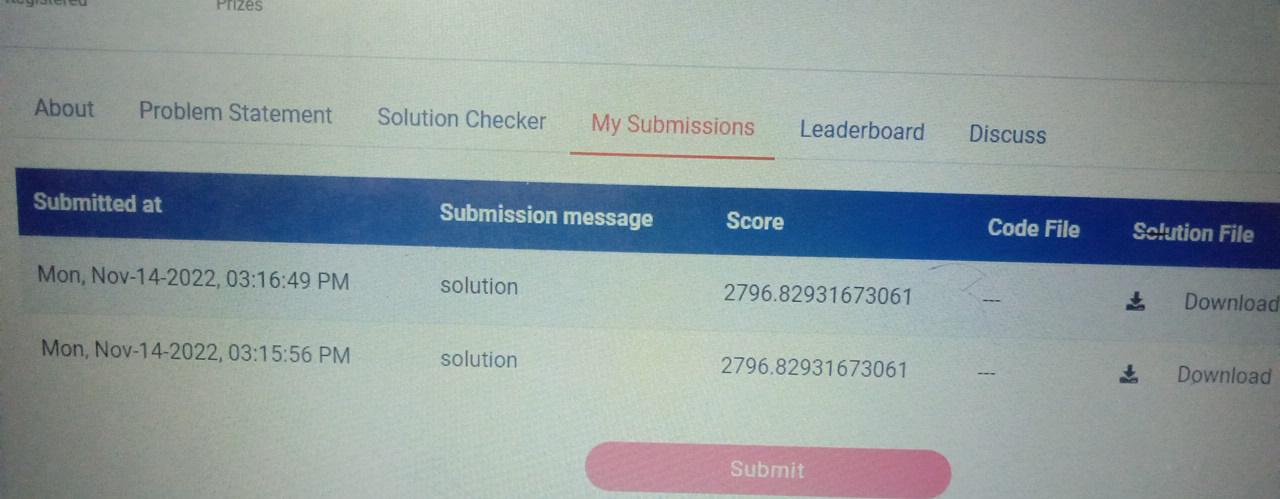 Registered Prizes
About Problem Statement Solution Checker My Submissions Leaderboard Discuss
Submitted at Submission message Score Code File Solution File
Mon, Nov-14-2022, 03:16:49 PM solution 2796.82931673061 --- Download
Mon, Nov-14-2022, 03:15:56 PM solution 2796.82931673061 --- Download
Submit